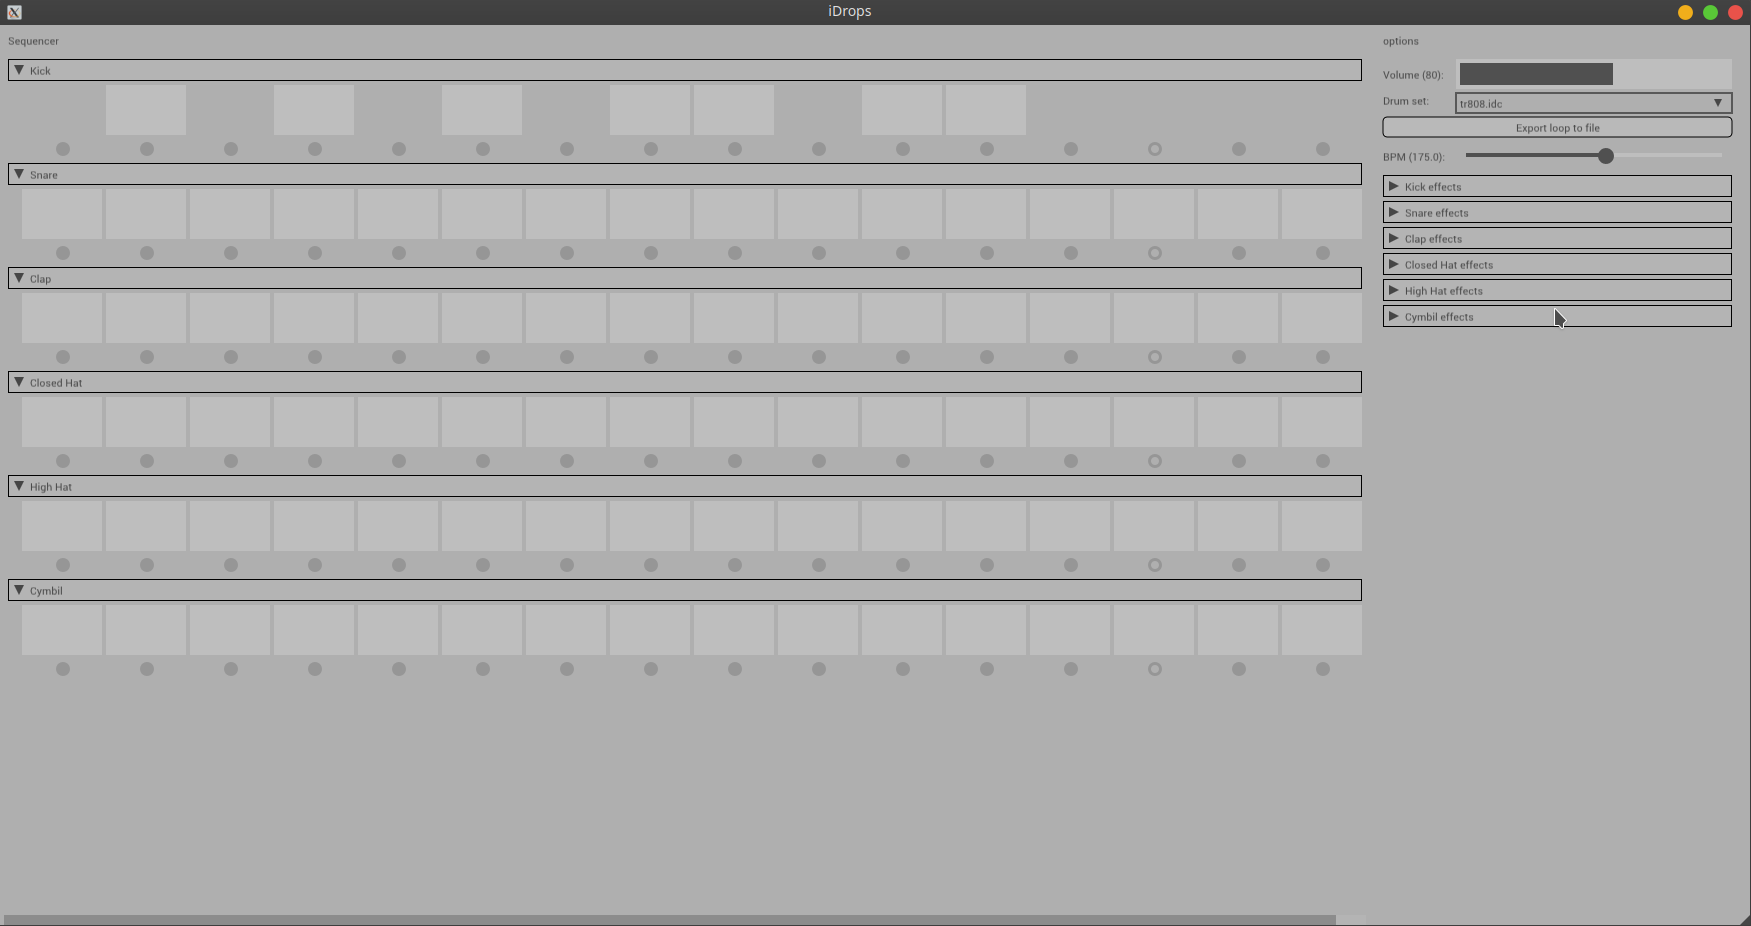 iDrops
Sequencer
Kick
Snare
Clap
Closed Hat
High Hat
Cymbil
options
Volume (80):
Drum set: tr808.idc
Export loop to file
BPM (175.0):
Kick effects
Snare effects
Clap effects
Closed Hat effects
High Hat effects
Cymbil effects